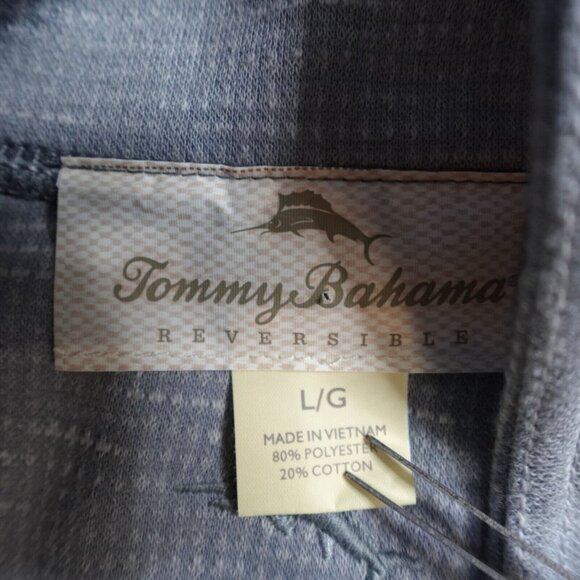 Tommy Bahama
REVERSIBLE
L/G
MADE IN VIETNAM
80% POLYESTER
20% COTTON